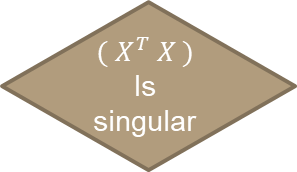 ( Xᵀ X )
Is
singular